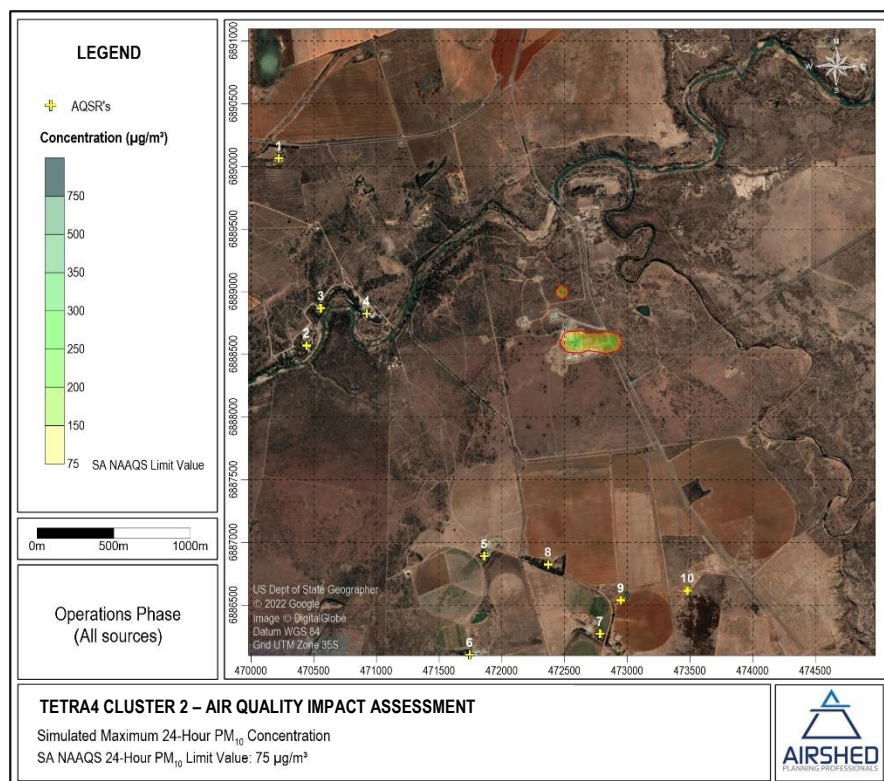 LEGEND
AQSR's
Concentration (µg/m³)
750
500
350
300
250
200
150
75 SA NAAQS Limit Value
0m 500m 1000m
Operations Phase
(All sources)
6891000
6890500
6890000
6889500
6889000
6888500
6888000
6887500
6887000
6886500
N
W E
S
1
2
3
4
5
6
7
8
9
10
US Dept of State Geographer
© 2022 Google
Image © DigitalGlobe
Datum WGS 84
Grid UTM Zone 35S
470000 470500 471000 471500 472000 472500 473000 473500 474000 474500
TETRA4 CLUSTER 2 – AIR QUALITY IMPACT ASSESSMENT
Simulated Maximum 24-Hour PM₁₀ Concentration
SA NAAQS 24-Hour PM₁₀ Limit Value: 75 µg/m³
AIRSHED
PLANNING PROFESSIONALS